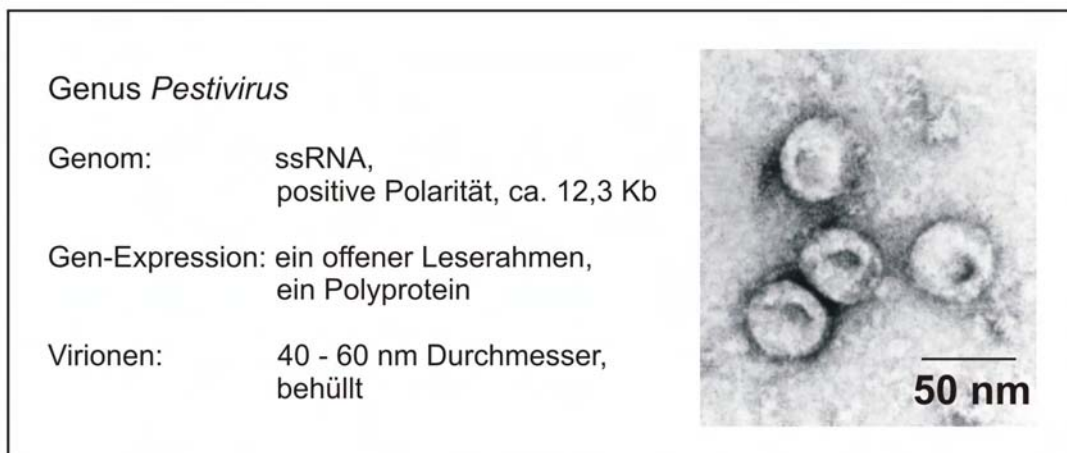 Genus Pestivirus
Genom: ssRNA,
positive Polarität, ca. 12,3 Kb
Gen-Expression: ein offener Leserahmen,
ein Polyprotein
Virionen: 40 - 60 nm Durchmesser,
behüllt
50 nm